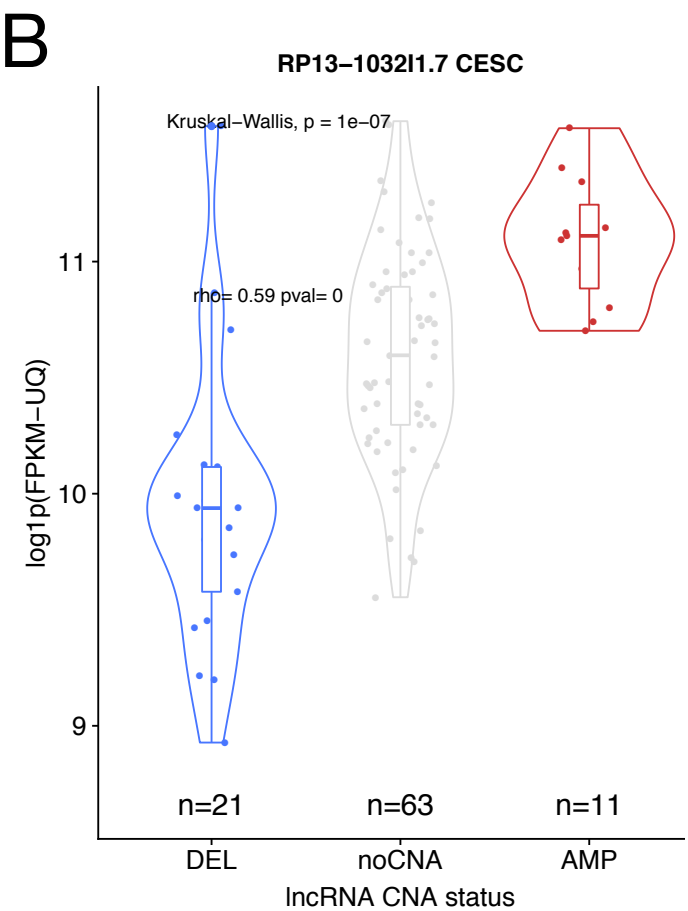 B
RP13−1032I1.7 CESC
Kruskal−Wallis, p = 1e−07
rho= 0.59 pval= 0
log1p(FPKM−UQ)
11
10
9
n=21
n=63
n=11
DEL
noCNA
AMP
lncRNA CNA status